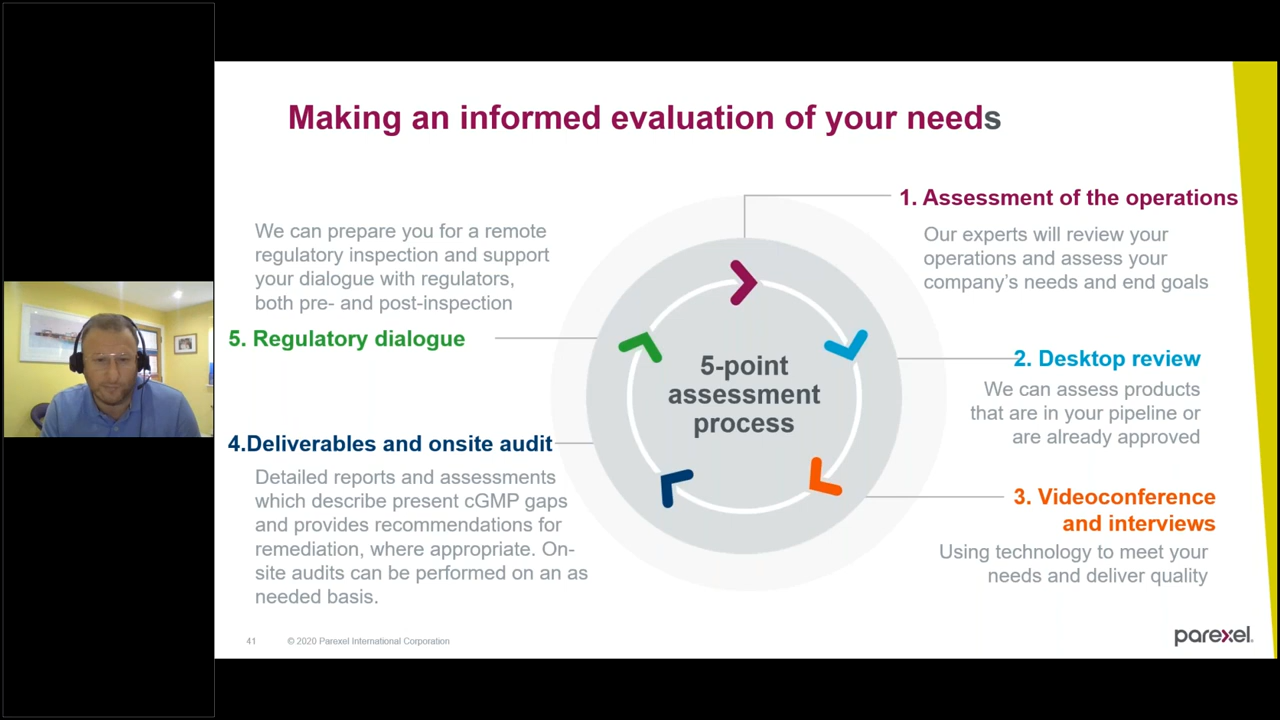 Making an informed evaluation of your needs
1. Assessment of the operations
Our experts will review your
operations and assess your
company's needs and end goals
2. Desktop review
We can assess products
that are in your pipeline or
are already approved
3. Videoconference
and interviews
Using technology to meet your
needs and deliver quality
4.Deliverables and onsite audit
Detailed reports and assessments
which describe present cGMP gaps
and provides recommendations for
remediation, where appropriate. On-
site audits can be performed on an as
needed basis.
5. Regulatory dialogue
We can prepare you for a remote
regulatory inspection and support
your dialogue with regulators,
both pre- and post-inspection
5-point
assessment
process
41 © 2020 Parexel International Corporation
parexel.